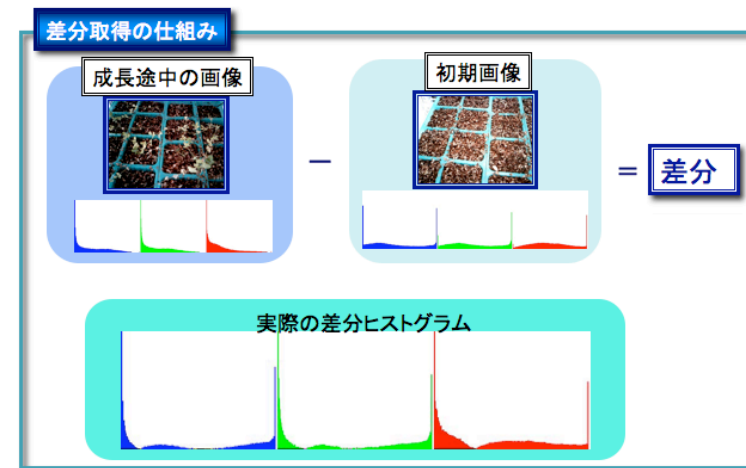 差分取得の仕組み
成長途中の画像
初期画像
－
＝
差分
実際の差分ヒストグラム